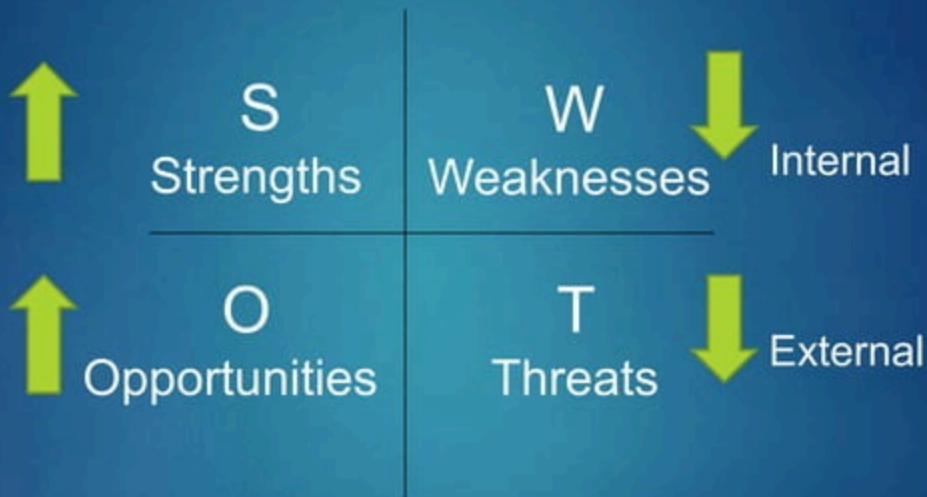 S
Strengths
W
Weaknesses
Internal
O
Opportunities
T
Threats
External